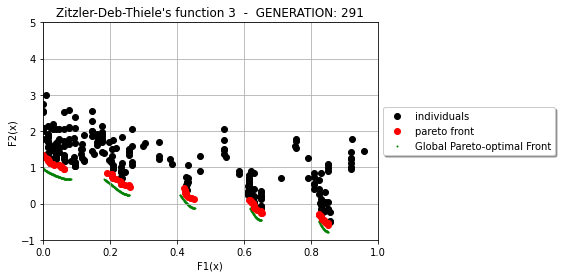 Zitzler-Deb-Thiele's function 3  -  GENERATION: 291
5
4
3
2
1
0
−1
F2(x)
0.0 0.2 0.4 0.6 0.8 1.0
F1(x)
individuals
pareto front
Global Pareto-optimal Front